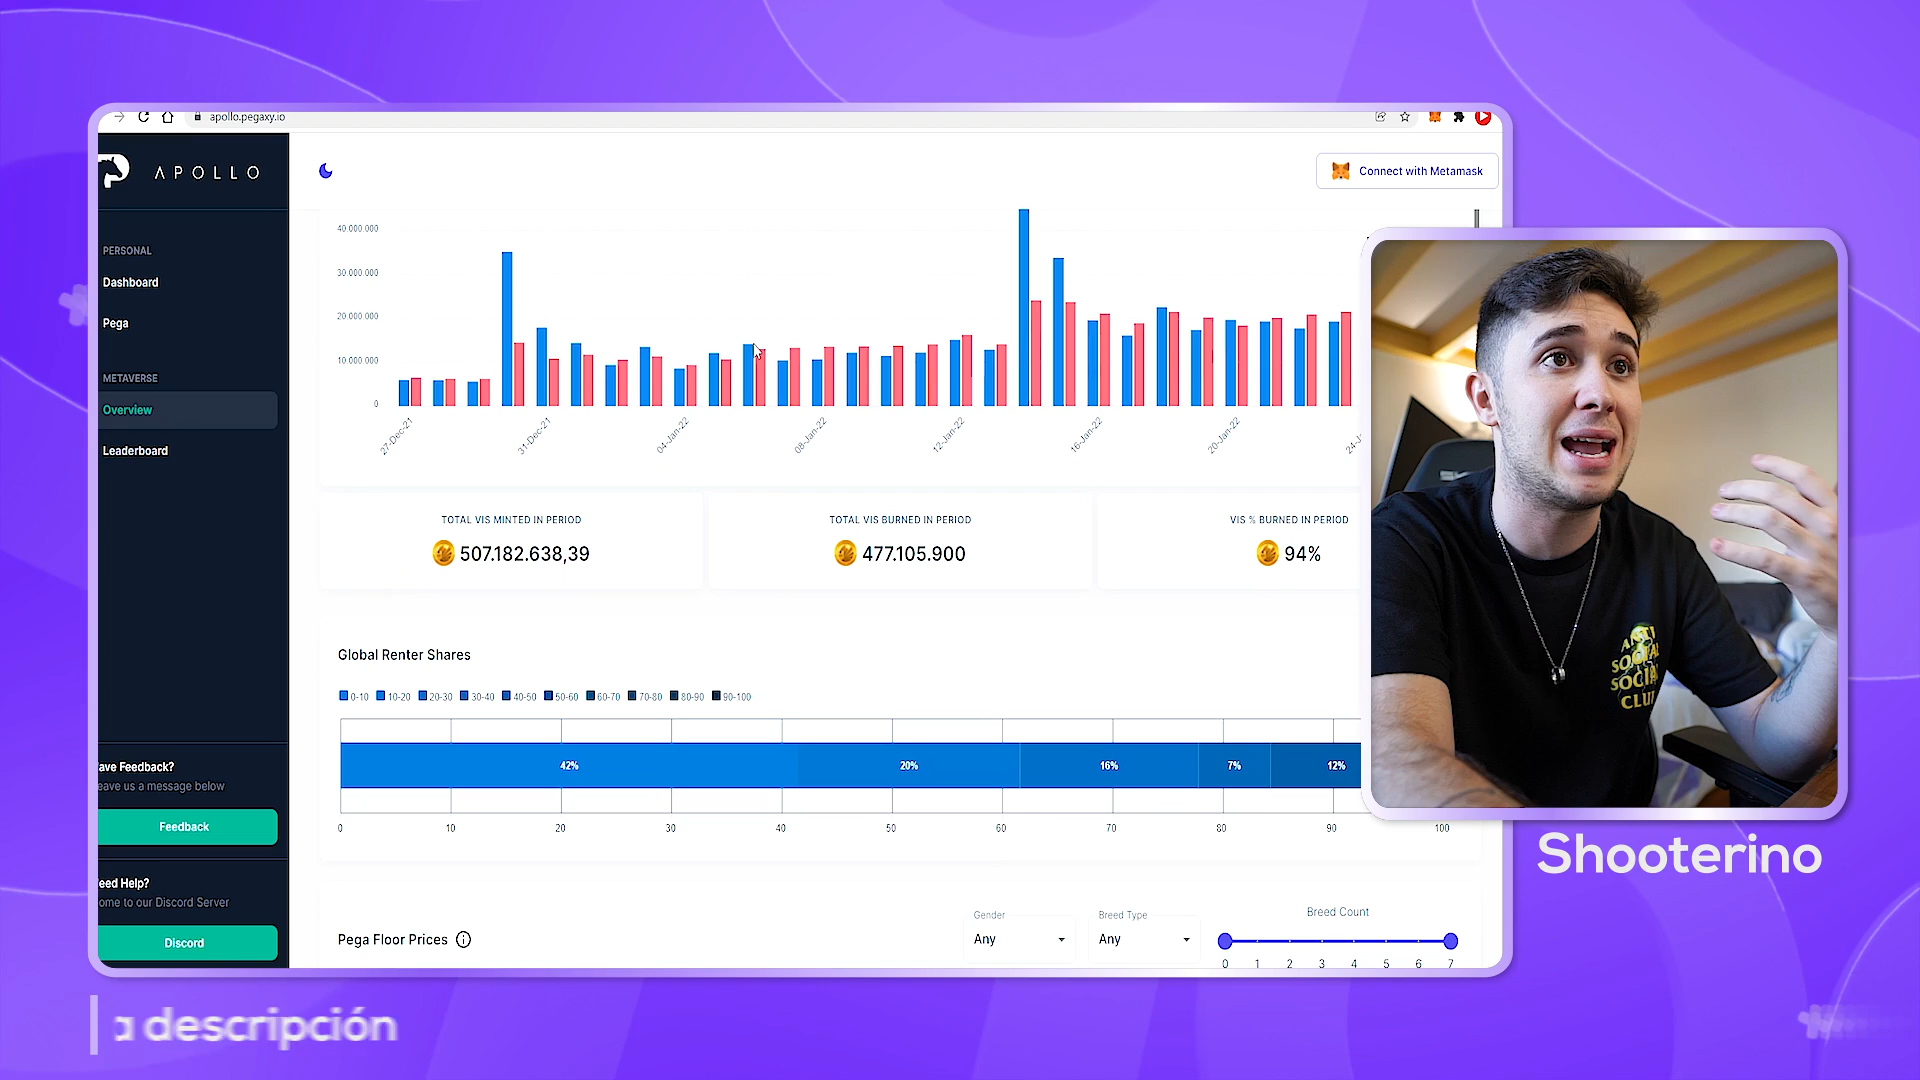 apollo.pegaxy.io
APOLLO
Connect with Metamask
PERSONAL
Dashboard
Pega
METAVERSE
Overview
Leaderboard
ave Feedback?
eave us a message below
Feedback
eed Help?
ome to our Discord Server
Discord
40.000.000
30.000.000
20.000.000
10.000.000
0
27-Dec-21
31-Dec-21
04-Jan-22
08-Jan-22
12-Jan-22
16-Jan-22
20-Jan-22
24-J
TOTAL VIS MINTED IN PERIOD
507.182.638,39
TOTAL VIS BURNED IN PERIOD
477.105.900
VIS % BURNED IN PERIOD
94%
Global Renter Shares
0-10 10-20 20-30 30-40 40-50 50-60 60-70 70-80 80-90 90-100
42% 20% 16% 7% 12%
0 10 20 30 40 50 60 70 80 90 100
Pega Floor Prices
Gender
Any
Breed Type
Any
Breed Count
0 1 2 3 4 5 6 7
ANTI
SOCIAL
SOCIAL
CLUB
Shooterino
a descripción